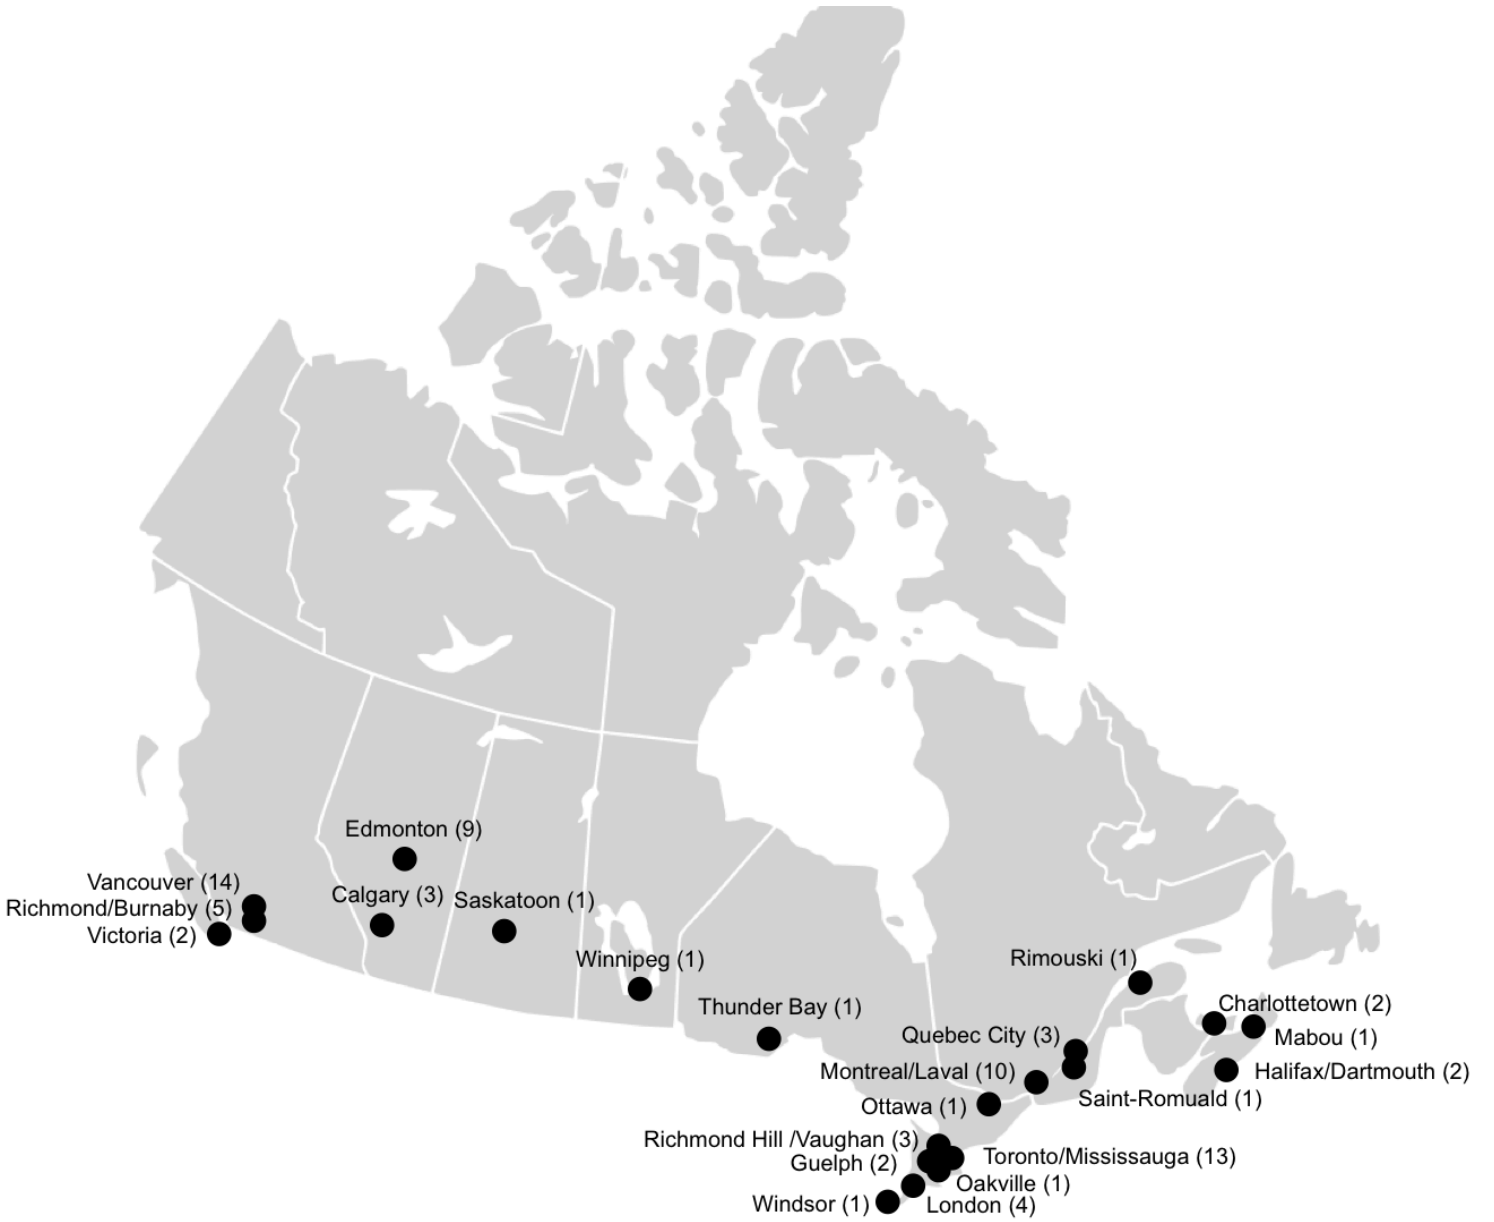 Edmonton (9)
Vancouver (14)
Calgary (3)
Saskatoon (1)
Richmond/Burnaby (5)
Victoria (2)
Winnipeg (1)
Rimouski (1)
Thunder Bay (1)
Charlottetown (2)
Quebec City (3)
Mabou (1)
Montreal/Laval (10)
Halifax/Dartmouth (2)
Saint-Romuald (1)
Ottawa (1)
Richmond Hill /Vaughan (3)
Toronto/Mississauga (13)
Guelph (2)
Oakville (1)
Windsor (1)
London (4)